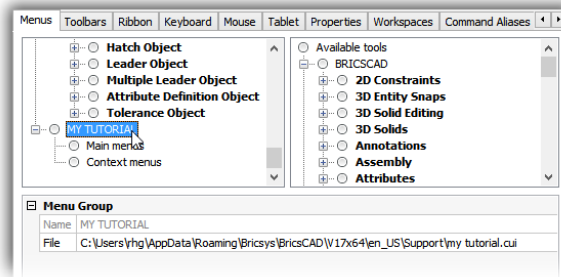 Menus Toolbars Ribbon Keyboard Mouse Tablet Properties Workspaces Command Aliases
Hatch Object
Leader Object
Multiple Leader Object
Attribute Definition Object
Tolerance Object
MY TUTORIAL
Main menus
Context menus
Available tools
BRICSCAD
2D Constraints
3D Entity Snaps
3D Solid Editing
3D Solids
Annotations
Assembly
Attributes
Menu Group
Name MY TUTORIAL
File C:\Users\rhg\AppData\Roaming\Bricsys\BricsCAD\V17x64\en_US\Support\my tutorial.cui